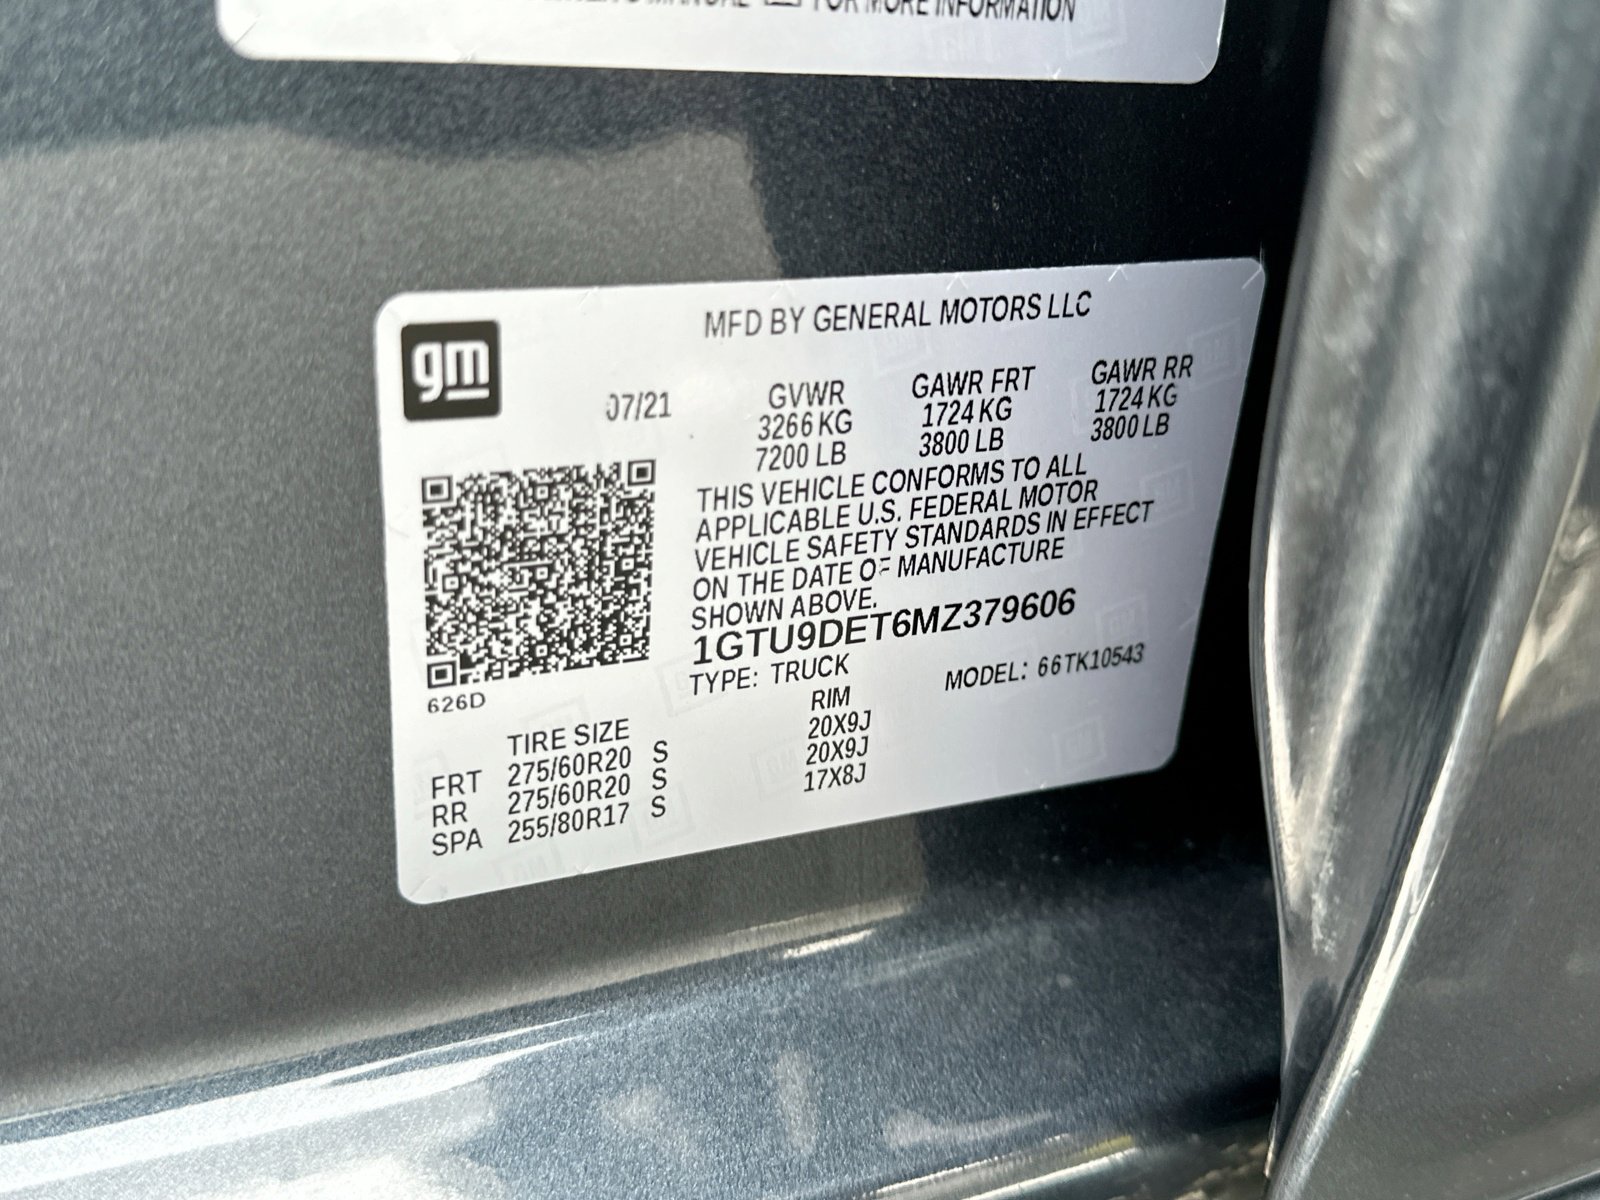 MANUAL FOR MORE INFORMATION
MFD BY GENERAL MOTORS LLC
gm
07/21
GVWR GAWR FRT GAWR RR
3266 KG 1724 KG 1724 KG
7200 LB 3800 LB 3800 LB
THIS VEHICLE CONFORMS TO ALL
APPLICABLE U.S. FEDERAL MOTOR
VEHICLE SAFETY STANDARDS IN EFFECT
ON THE DATE OF MANUFACTURE
SHOWN ABOVE.
1GTU9DET6MZ379606
TYPE: TRUCK MODEL: 66TK10543
626D
TIRE SIZE RIM
FRT 275/60R20 S 20X9J
RR 275/60R20 S 20X9J
SPA 255/80R17 S 17X8J